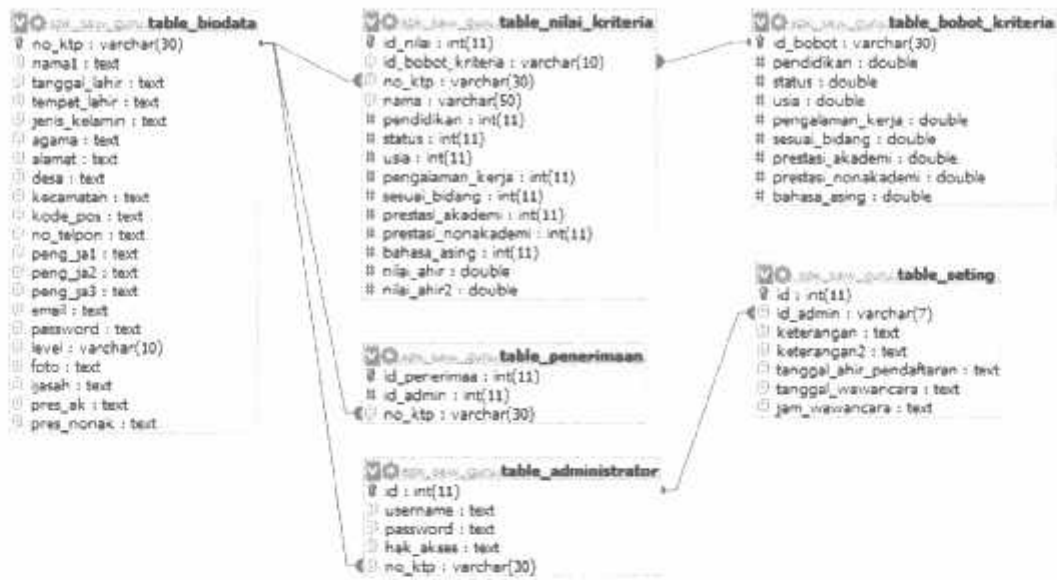 spk_saw_guru table_biodata
no_ktp : varchar(30)
nama1 : text
tanggal_lahir : text
tempat_lahir : text
jenis_kelamin : text
agama : text
alamat : text
desa : text
kecamatan : text
kode_pos : text
no_telpon : text
peng_ja1 : text
peng_ja2 : text
peng_ja3 : text
email : text
password : text
level : varchar(10)
foto : text
ijasah : text
pres_ak : text
pres_nonak : text
spk_saw_guru table_nilai_kriteria
id_nilai : int(11)
id_bobot_kriteria : varchar(10)
no_ktp : varchar(30)
nama : varchar(50)
# pendidikan : int(11)
# status : int(11)
# usia : int(11)
# pengalaman_kerja : int(11)
# sesuai_bidang : int(11)
# prestasi_akademi : int(11)
# prestasi_nonakademi : int(11)
# bahasa_asing : int(11)
# nilai_ahir : double
# nilai_ahir2 : double
spk_saw_guru table_penerimaan
id_penerimaa : int(11)
# id_admin : int(11)
no_ktp : varchar(30)
spk_saw_guru table_administrator
id : int(11)
username : text
password : text
hak_akses : text
no_ktp : varchar(30)
spk_saw_guru table_bobot_kriteria
id_bobot : varchar(30)
# pendidikan : double
# status : double
# usia : double
# pengalaman_kerja : double
# sesuai_bidang : double
# prestasi_akademi : double
# prestasi_nonakademi : double
# bahasa_asing : double
spk_saw_guru table_seting
id : int(11)
id_admin : varchar(7)
keterangan : text
keterangan2 : text
tanggal_ahir_pendaftaran : text
tanggal_wawancara : text
jam_wawancara : text